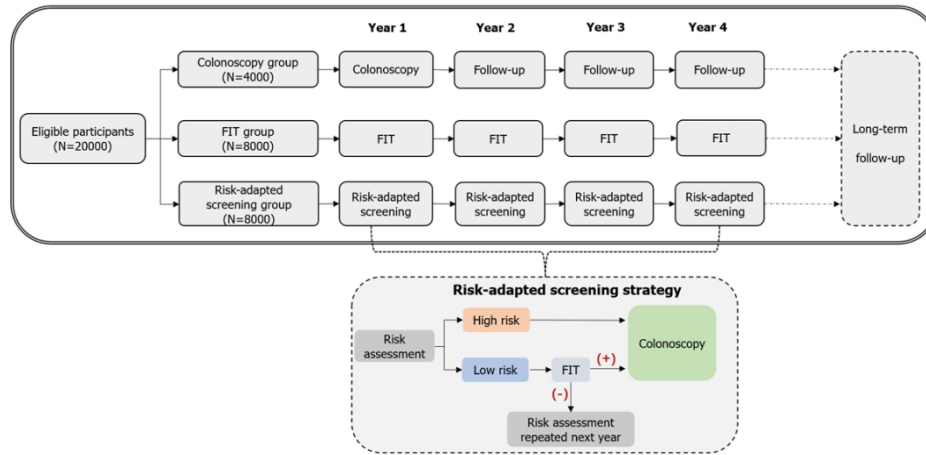 Year 1 Year 2 Year 3 Year 4
Colonoscopy group
(N=4000)
Colonoscopy
Follow-up
Follow-up
Follow-up
Eligible participants
(N=20000)
FIT group
(N=8000)
FIT
FIT
FIT
FIT
Risk-adapted
screening group
(N=8000)
Risk-adapted
screening
Risk-adapted
screening
Risk-adapted
screening
Risk-adapted
screening
Long-term
follow-up
Risk-adapted screening strategy
Risk
assessment
High risk
Low risk
FIT
(+)
(-)
Colonoscopy
Risk assessment
repeated next year